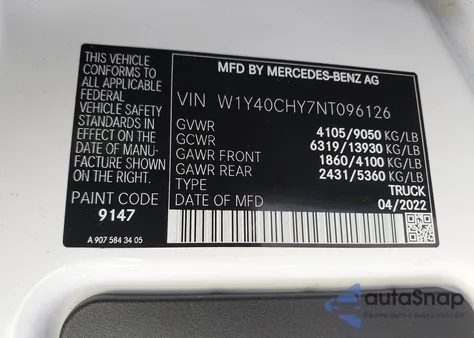 MFD BY MERCEDES-BENZ AG
THIS VEHICLE
CONFORMS TO
ALL APPLICABLE
FEDERAL MOTOR
VEHICLE SAFETY
STANDARDS IN
EFFECT ON THE
DATE OF MANU-
FACTURE SHOWN
ON THE RIGHT.
PAINT CODE
9147
A 907 584 34 05
VIN W1Y40CHY7NT096126
GVWR 4105/9050 KG/LB
GCWR 6319/13930 KG/LB
GAWR FRONT 1860/4100 KG/LB
GAWR REAR 2431/5360 KG/LB
TYPE TRUCK
DATE OF MFD 04/2022
autoSnap